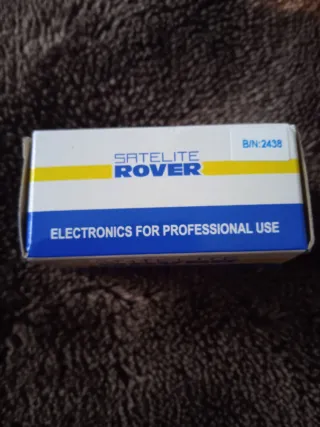 SATELITE
ROVER
B/N:2438
ELECTRONICS FOR PROFESSIONAL USE